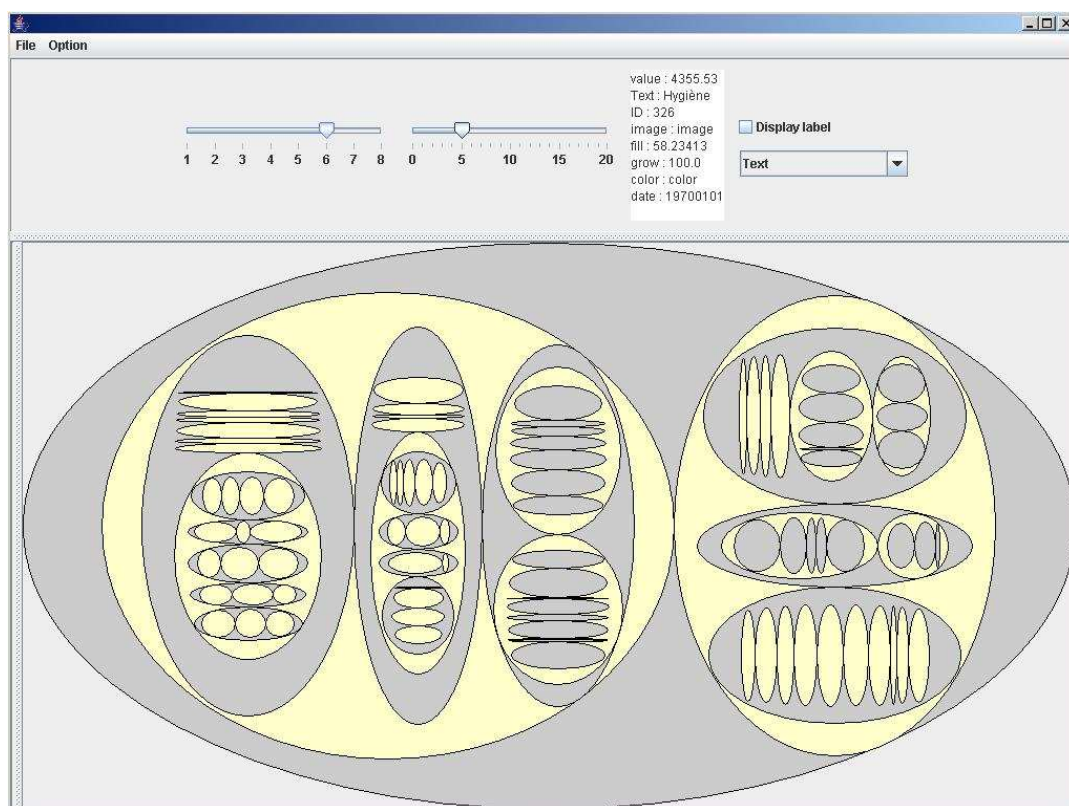 File Option
value : 4355.53
Text : Hygiène
ID : 326
image : image
fill : 58.23413
grow : 100.0
color : color
date : 19700101
Display label
Text
1 2 3 4 5 6 7 8
0 5 10 15 20